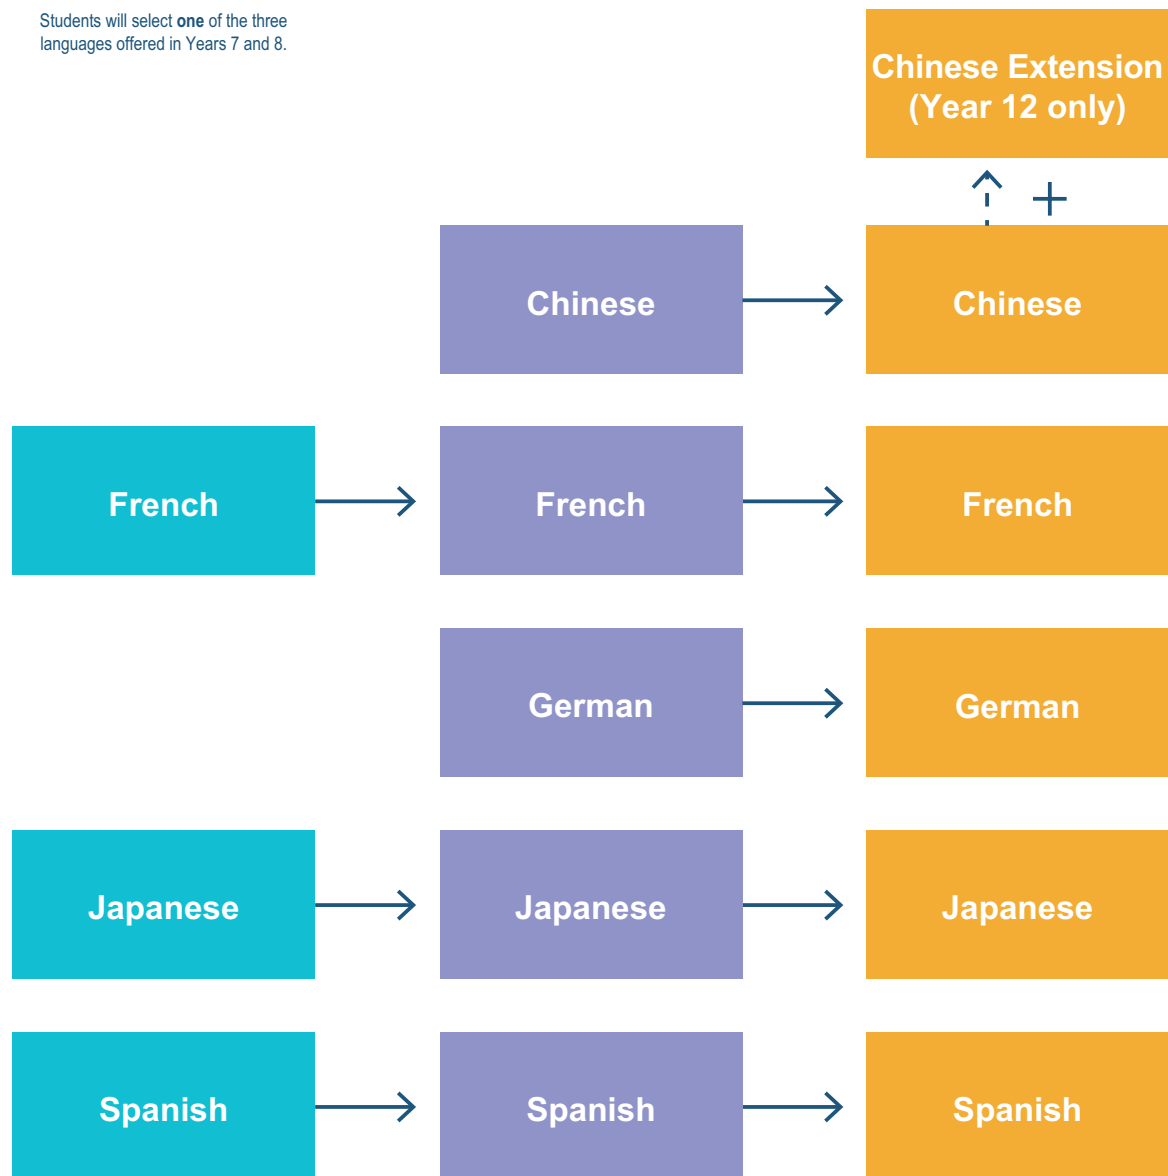 Students will select one of the three
languages offered in Years 7 and 8.
Chinese Extension
(Year 12 only)
+
Chinese
Chinese
French
French
French
German
German
Japanese
Japanese
Japanese
Spanish
Spanish
Spanish